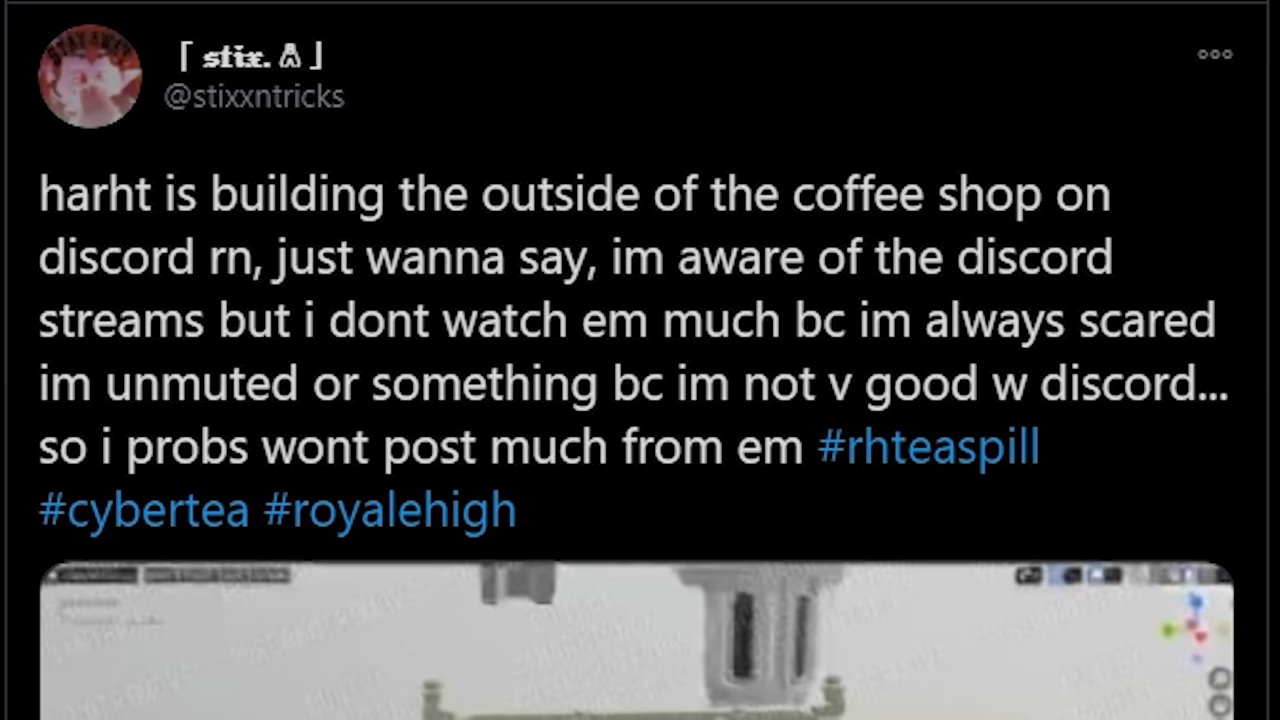 「 𝖘𝖙𝖎𝖝. 」
@stixxntricks
harht is building the outside of the coffee shop on
discord rn, just wanna say, im aware of the discord
streams but i dont watch em much bc im always scared
im unmuted or something bc im not v good w discord...
so i probs wont post much from em #rhteaspill
#cybertea #royalehigh